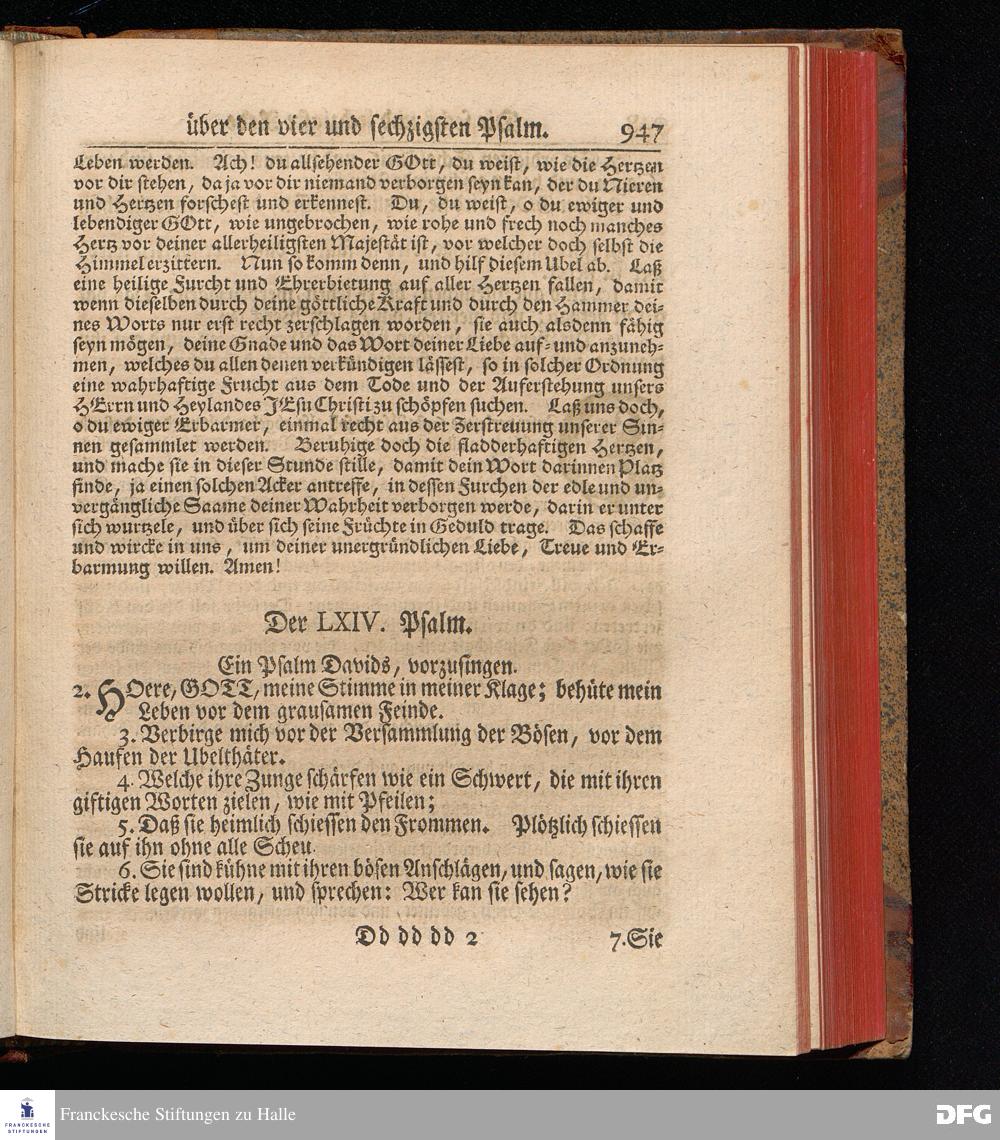 über den vier und sechzigsten Psalm. 947
Leben werden. Ach! du allsehender GOtt, du weist, wie die Hertzen
vor dir stehen, da ja vor dir niemand verborgen seyn kan, der du Nieren
und Hertzen forschest und erkennest. Du, du weist, o du ewiger und
lebendiger GOtt, wie ungebrochen, wie rohe und frech noch manches
Hertz vor deiner allerheiligsten Majestät ist, vor welcher doch selbst die
Himmel erzittern. Nun so komm denn, und hilf diesem Ubel ab. Laß
eine heilige Furcht und Ehrerbietung auf aller Hertzen fallen, damit
wenn dieselben durch deine göttliche Kraft und durch den Hammer dei-
nes Worts nur erst recht zerschlagen worden, sie auch alsdenn fähig
seyn mögen, deine Gnade und das Wort deiner Liebe auf- und anzuneh-
men, welches du allen denen verkündigen lässest, so in solcher Ordnung
eine wahrhaftige Frucht aus dem Tode und der Auferstehung unsers
HErrn und Heylandes JEsu Christi zu schöpfen suchen. Laß uns doch,
o du ewiger Erbarmer, einmal recht aus der Zerstreuung unserer Sin-
nen gesammlet werden. Beruhige doch die fladderhaftigen Hertzen,
und mache sie in dieser Stunde stille, damit dein Wort darinnen Platz
finde, ja einen solchen Acker antreffe, in dessen Furchen der edle und un-
vergängliche Saame deiner Wahrheit verborgen werde, darin er unter
sich wurtzele, und über sich seine Früchte in Geduld trage. Das schaffe
und wircke in uns, um deiner unergründlichen Liebe, Treue und Er-
barmung willen. Amen!
Der LXIV. Psalm.
Ein Psalm Davids, vorzusingen.
2. HOere, GOTT, meine Stimme in meiner Klage; behüte mein
Leben vor dem grausamen Feinde.
3. Verbirge mich vor der Versammlung der Bösen, vor dem
Haufen der Ubelthäter.
4. Welche ihre Zunge schärfen wie ein Schwert, die mit ihren
giftigen Worten zielen, wie mit Pfeilen;
5. Daß sie heimlich schiessen den Frommen. Plötzlich schiessen
sie auf ihn ohne alle Scheu.
6. Sie sind kühne mit ihren bösen Anschlägen, und sagen, wie sie
Stricke legen wollen, und sprechen: Wer kan sie sehen?
Dd dd dd 2 7. Sie
FRANCKESCHE
STIFTUNGEN
Franckesche Stiftungen zu Halle
DFG